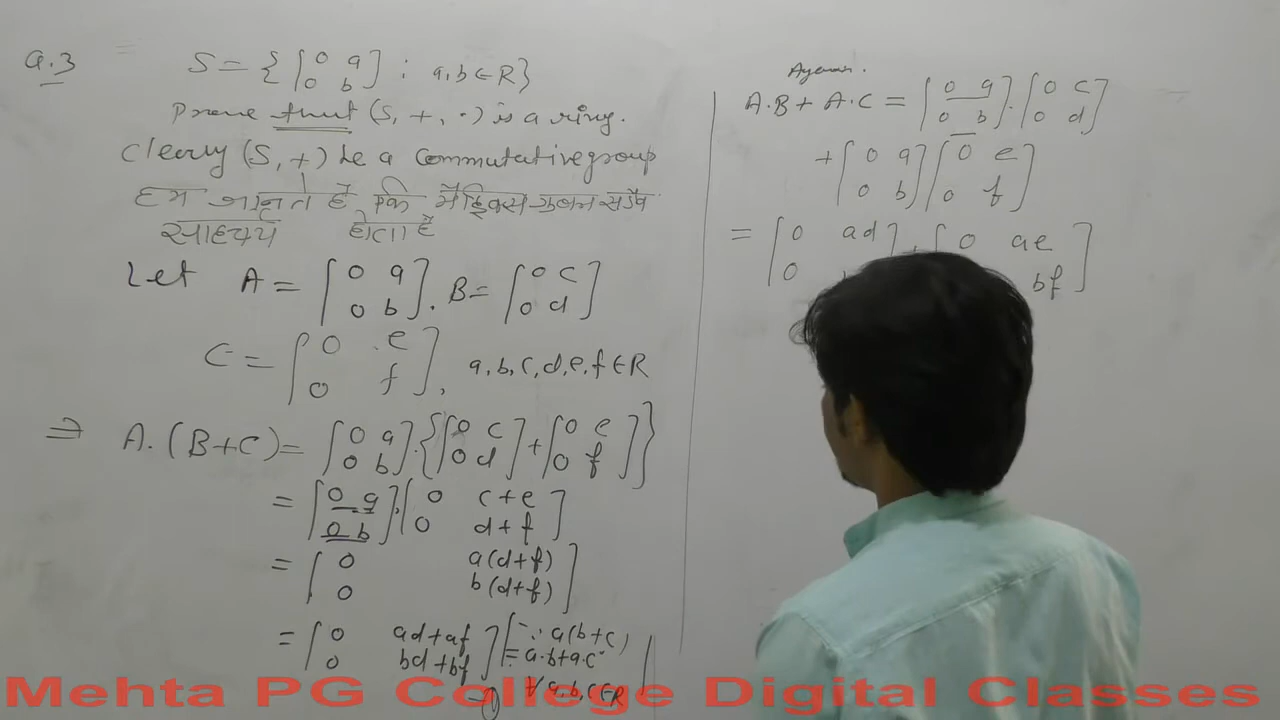 Q.3
S = { [0 a; 0 b] : a,b ∈ R}
Prove that (S, +, ·) is a ring.
Clearly (S, +) be a commutative group
हम जानते हैं कि मैट्रिक्स गुणन सदैव
साहचर्य होता है
Let A = [0 a; 0 b]. B = [0 c; 0 d]
C = [0 e; 0 f], a,b,c,d,e,f ∈ R
⇒ A.(B+C) = [0 a; 0 b].{[0 c; 0 d] + [0 e; 0 f]}
= [0 a; 0 b].[0 c+e; 0 d+f]
= [0 a(d+f); 0 b(d+f)]
= [0 ad+af; 0 bd+bf] [∵ a(b+c)
= a.b+a.c
∀ a,b,c ∈ R
①
A.B + A.C = [0 a; 0 b].[0 c; 0 d]
+ [0 a; 0 b][0 e; 0 f]
= [0 ad; 0 [0 ae; bf]
Mehta PG College Digital Classes